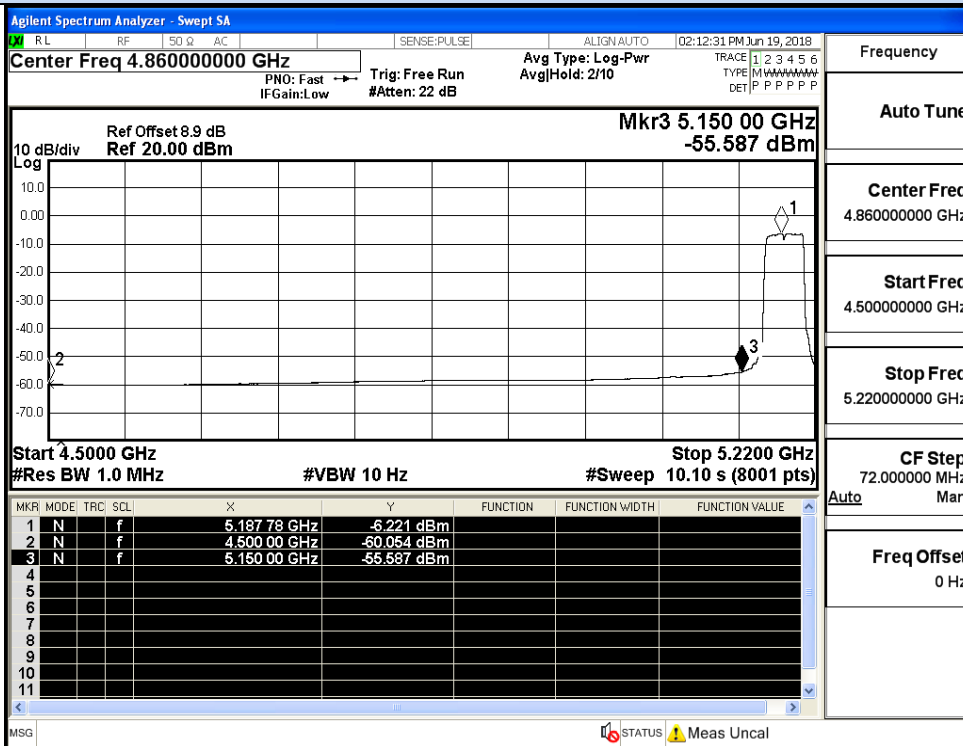 Agilent Spectrum Analyzer - Swept SA
LXI RL RF 50 Ω AC SENSE:PULSE ALIGN AUTO 02:12:31 PM Jun 19, 2018
Center Freq 4.860000000 GHz
PNO: Fast
IFGain:Low
Trig: Free Run
#Atten: 22 dB
Avg Type: Log-Pwr
Avg|Hold: 2/10
TRACE 1 2 3 4 5 6
TYPE M W W W W W
DET P P P P P P
Mkr3 5.150 00 GHz
-55.587 dBm
Ref Offset 8.9 dB
10 dB/div Ref 20.00 dBm
Log
10.0
0.00
-10.0
-20.0
-30.0
-40.0
-50.0
-60.0
-70.0
1
2
3
Start 4.5000 GHz Stop 5.2200 GHz
#Res BW 1.0 MHz #VBW 10 Hz #Sweep 10.10 s (8001 pts)
MKR MODE TRC SCL X Y FUNCTION FUNCTION WIDTH FUNCTION VALUE
1 N f 5.187 78 GHz -6.221 dBm
2 N f 4.500 00 GHz -60.054 dBm
3 N f 5.150 00 GHz -55.587 dBm
4
5
6
7
8
9
10
11
MSG STATUS Meas Uncal
Frequency
Auto Tune
Center Freq
4.860000000 GHz
Start Freq
4.500000000 GHz
Stop Freq
5.220000000 GHz
CF Step
72.000000 MHz
Auto Man
Freq Offset
0 Hz